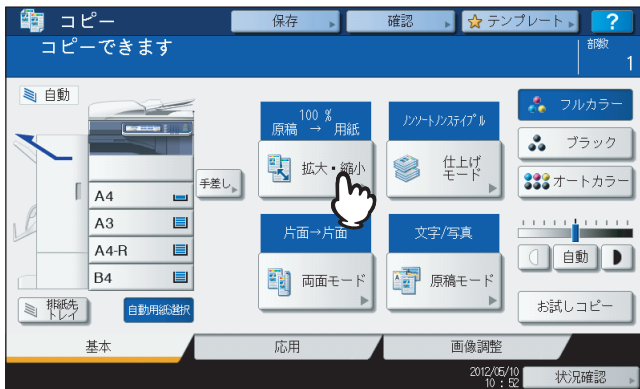 コピー
保存
確認
テンプレート
?
コピーできます
部数
1
自動
100 %
原稿 → 用紙
拡大・縮小
ノンソートノンステイプル
仕上げ
モード
フルカラー
ブラック
オートカラー
手差し
A4
A3
A4-R
B4
片面→片面
両面モード
文字/写真
原稿モード
自動
排紙先
トレイ
自動用紙選択
お試しコピー
基本
応用
画像調整
2012/05/10
10 : 52
状況確認